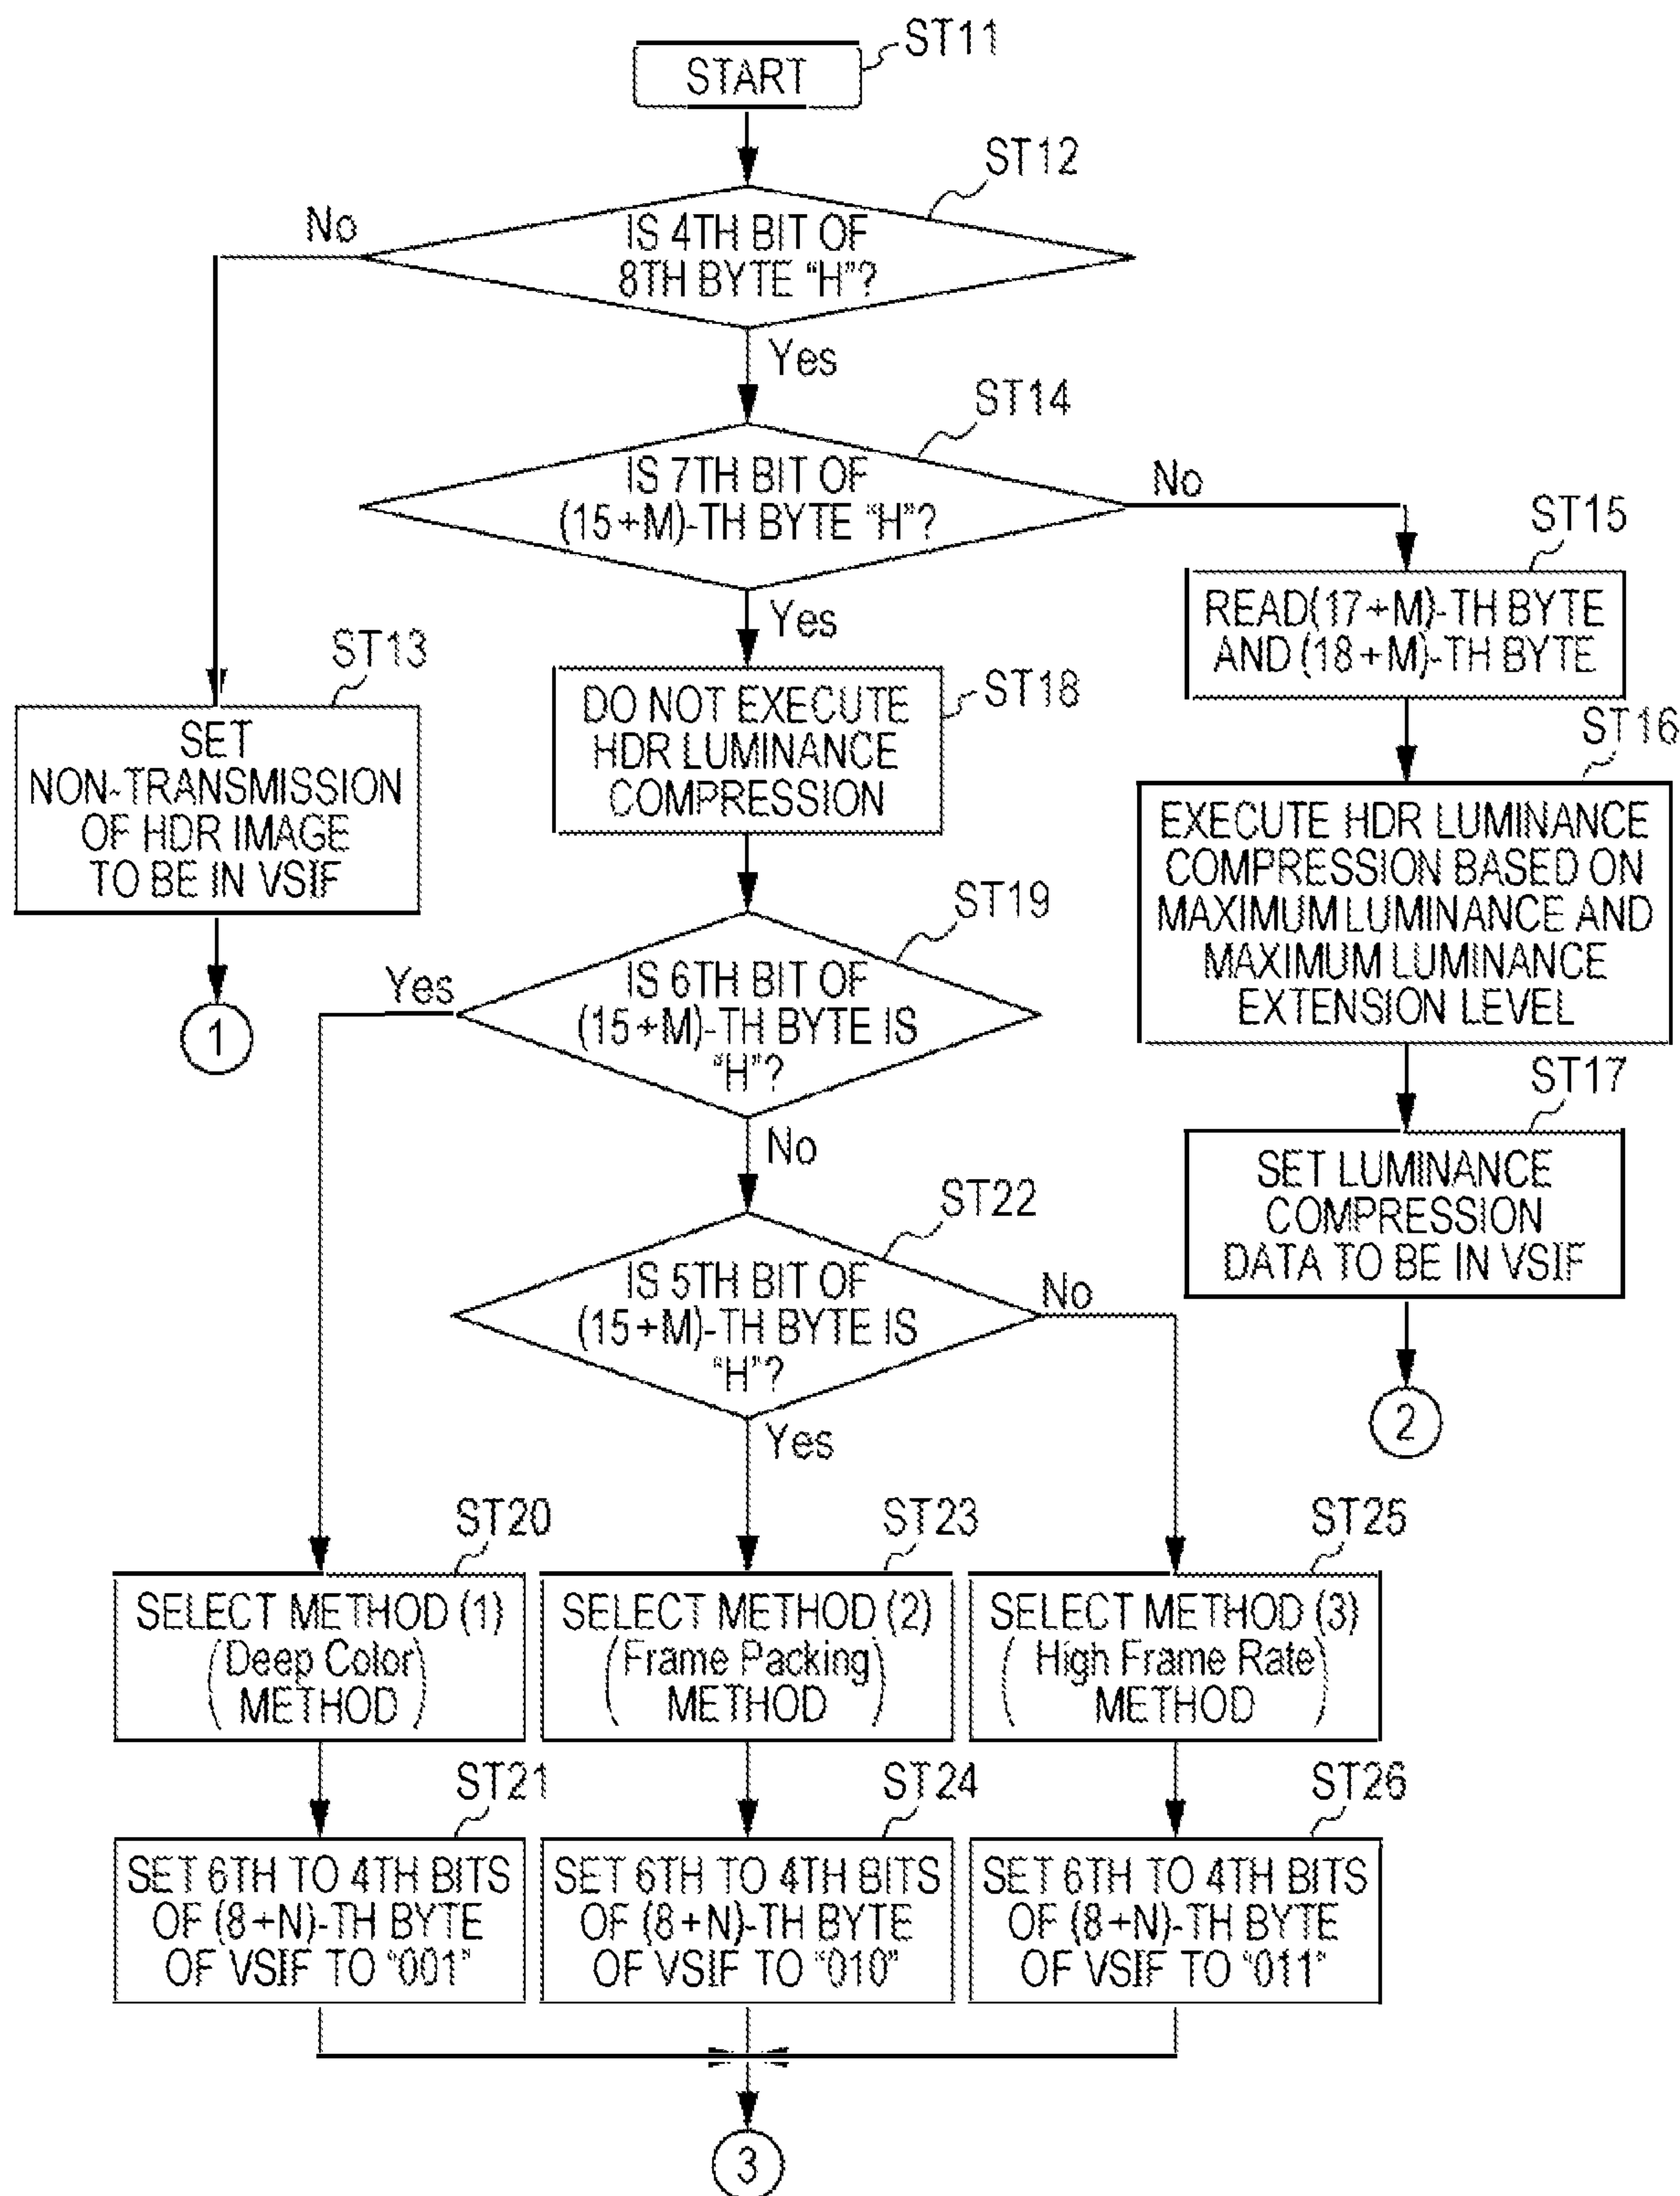 START
ST11
ST12
IS 4TH BIT OF
8TH BYTE "H"?
No
Yes
ST14
IS 7TH BIT OF
(15+M)-TH BYTE "H"?
No
Yes
ST15
READ(17+M)-TH BYTE
AND (18+M)-TH BYTE
ST13
SET
NON-TRANSMISSION
OF HDR IMAGE
TO BE IN VSIF
1
ST18
DO NOT EXECUTE
HDR LUMINANCE
COMPRESSION
ST16
EXECUTE HDR LUMINANCE
COMPRESSION BASED ON
MAXIMUM LUMINANCE AND
MAXIMUM LUMINANCE
EXTENSION LEVEL
ST19
IS 6TH BIT OF
(15+M)-TH BYTE IS
"H"?
Yes
No
ST17
SET LUMINANCE
COMPRESSION
DATA TO BE IN VSIF
2
ST22
IS 5TH BIT OF
(15+M)-TH BYTE IS
"H"?
No
Yes
ST20
SELECT METHOD (1)
(Deep Color
METHOD)
ST23
SELECT METHOD (2)
(Frame Packing
METHOD)
ST25
SELECT METHOD (3)
(High Frame Rate
METHOD)
ST21
SET 6TH TO 4TH BITS
OF (8+N)-TH BYTE
OF VSIF TO "001"
ST24
SET 6TH TO 4TH BITS
OF (8+N)-TH BYTE
OF VSIF TO "010"
ST26
SET 6TH TO 4TH BITS
OF (8+N)-TH BYTE
OF VSIF TO "011"
3